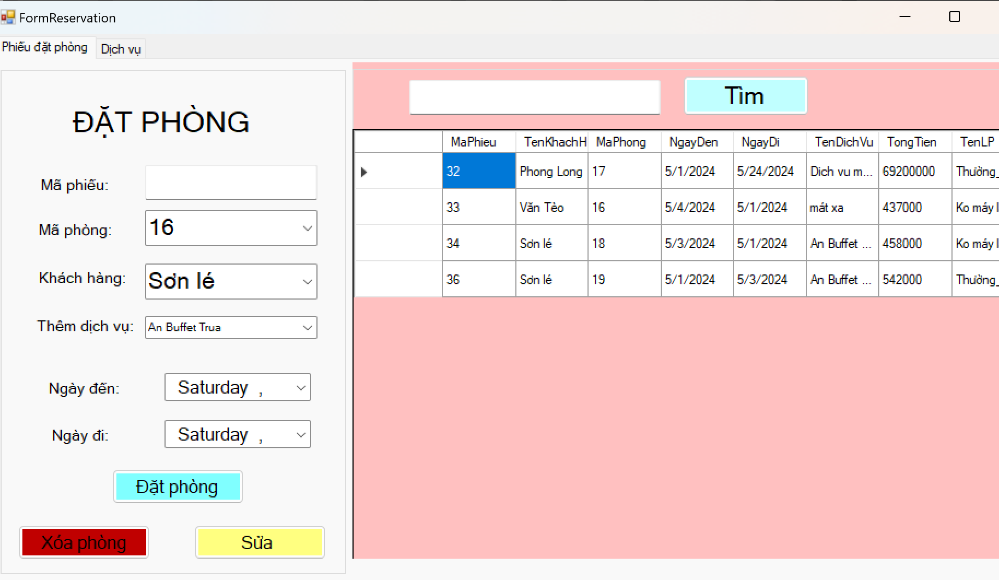 FormReservation
Phiếu đặt phòng Dịch vụ
ĐẶT PHÒNG
Mã phiếu:
Mã phòng: 16
Khách hàng: Sơn lé
Thêm dịch vụ: An Buffet Trua
Ngày đến: Saturday ,
Ngày đi: Saturday ,
Đặt phòng
Xóa phòng Sửa
Tìm
MaPhieu TenKhachH MaPhong NgayDen NgayDi TenDichVu TongTien TenLP
32 Phong Long 17 5/1/2024 5/24/2024 Dich vu m... 69200000 Thường_
33 Văn Tèo 16 5/4/2024 5/1/2024 mát xa 437000 Ko máy l
34 Sơn lé 18 5/3/2024 5/1/2024 An Buffet ... 458000 Ko máy l
36 Sơn lé 19 5/1/2024 5/3/2024 An Buffet ... 542000 Thường_